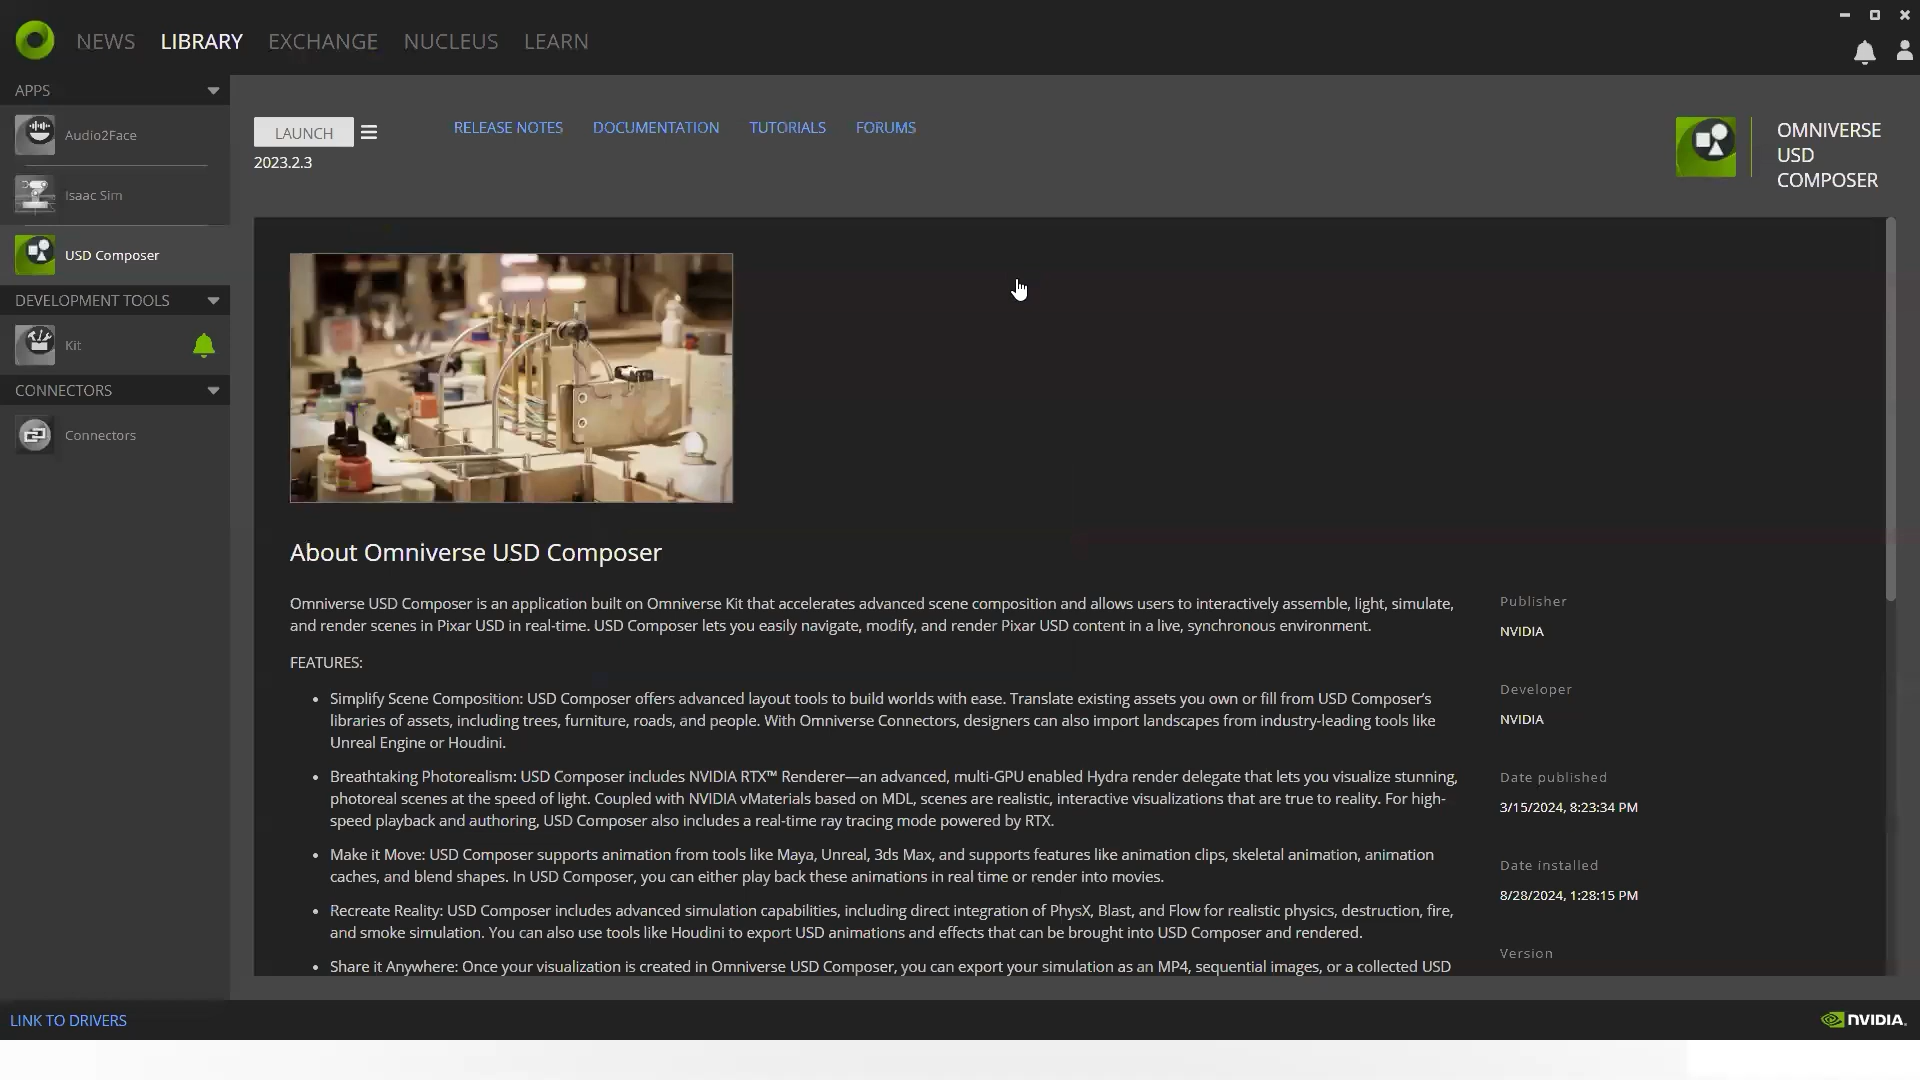 NEWS LIBRARY EXCHANGE NUCLEUS LEARN
APPS
Audio2Face
Isaac Sim
USD Composer
DEVELOPMENT TOOLS
Kit
CONNECTORS
Connectors
LAUNCH
2023.2.3
RELEASE NOTES DOCUMENTATION TUTORIALS FORUMS
OMNIVERSE
USD
COMPOSER
About Omniverse USD Composer
Omniverse USD Composer is an application built on Omniverse Kit that accelerates advanced scene composition and allows users to interactively assemble, light, simulate,
and render scenes in Pixar USD in real-time. USD Composer lets you easily navigate, modify, and render Pixar USD content in a live, synchronous environment.
FEATURES:
• Simplify Scene Composition: USD Composer offers advanced layout tools to build worlds with ease. Translate existing assets you own or fill from USD Composer's
libraries of assets, including trees, furniture, roads, and people. With Omniverse Connectors, designers can also import landscapes from industry-leading tools like
Unreal Engine or Houdini.
• Breathtaking Photorealism: USD Composer includes NVIDIA RTX™ Renderer—an advanced, multi-GPU enabled Hydra render delegate that lets you visualize stunning,
photoreal scenes at the speed of light. Coupled with NVIDIA vMaterials based on MDL, scenes are realistic, interactive visualizations that are true to reality. For high-
speed playback and authoring, USD Composer also includes a real-time ray tracing mode powered by RTX.
• Make it Move: USD Composer supports animation from tools like Maya, Unreal, 3ds Max, and supports features like animation clips, skeletal animation, animation
caches, and blend shapes. In USD Composer, you can either play back these animations in real time or render into movies.
• Recreate Reality: USD Composer includes advanced simulation capabilities, including direct integration of PhysX, Blast, and Flow for realistic physics, destruction, fire,
and smoke simulation. You can also use tools like Houdini to export USD animations and effects that can be brought into USD Composer and rendered.
• Share it Anywhere: Once your visualization is created in Omniverse USD Composer, you can export your simulation as an MP4, sequential images, or a collected USD
Publisher
NVIDIA
Developer
NVIDIA
Date published
3/15/2024, 8:23:34 PM
Date installed
8/28/2024, 1:28:15 PM
Version
LINK TO DRIVERS
NVIDIA.